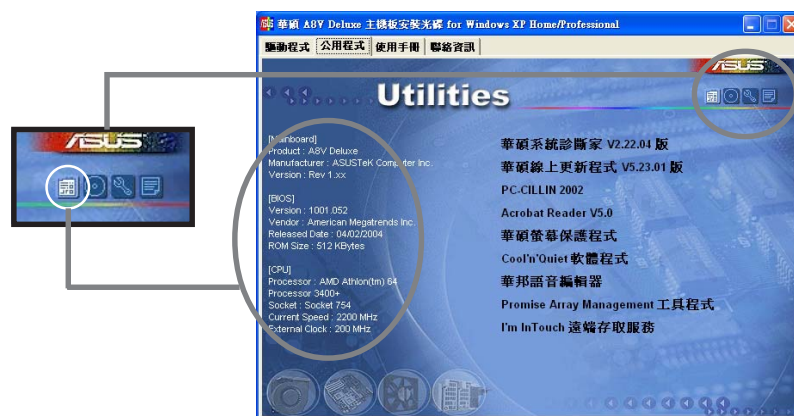 華碩 A8V Deluxe 主機板安裝光碟 for Windows XP Home/Professional
驅動程式 公用程式 使用手冊 聯絡資訊
ASUS
Utilities
ASUS
[Mainboard]
Product : A8V Deluxe
Manufacturer : ASUSTeK Computer Inc.
Version : Rev 1.xx
[BIOS]
Version : 1001.052
Vendor : American Megatrends Inc.
Released Date : 04/02/2004
ROM Size : 512 KBytes
[CPU]
Processor : AMD Athlon(tm) 64
Processor 3400+
Socket : Socket 754
Current Speed : 2200 MHz
External Clock : 200 MHz
華碩系統診斷家 V2.22.04 版
華碩線上更新程式 V5.23.01 版
PC-CILLIN 2002
Acrobat Reader V5.0
華碩螢幕保護程式
Cool'n'Quiet 軟體程式
華邦語音編輯器
Promise Array Management 工具程式
I'm InTouch 遠端存取服務